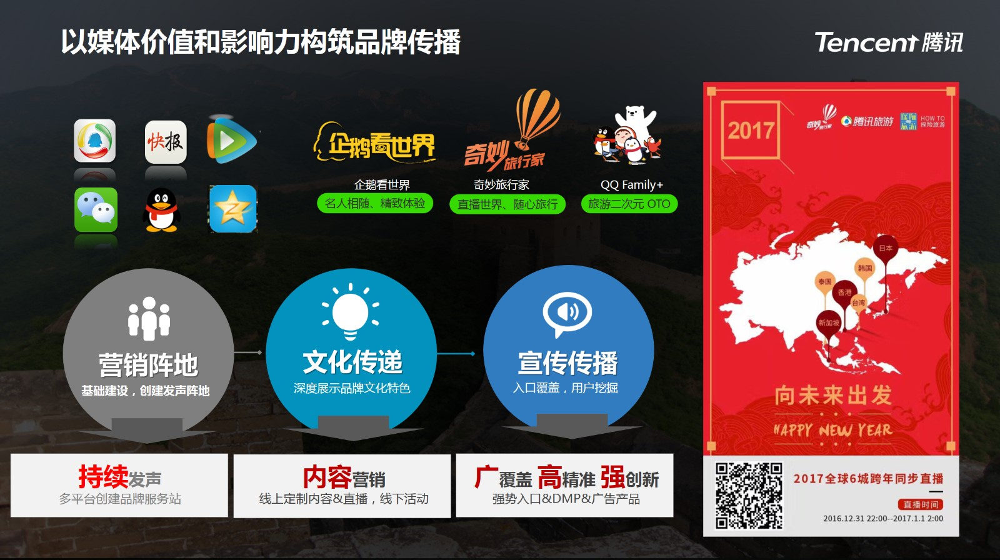 以媒体价值和影响力构筑品牌传播
Tencent腾讯
快报
企鹅看世界
奇妙旅行家
企鹅看世界
奇妙旅行家
QQ Family+
名人相随、精致体验
直播世界、随心旅行
旅游二次元 OTO
营销阵地
基础建设，创建发声阵地
文化传递
深度展示品牌文化特色
宣传传播
入口覆盖，用户挖掘
持续发声
多平台创建品牌服务站
内容营销
线上定制内容&直播，线下活动
广覆盖 高精准 强创新
强势入口&DMP&广告产品
2017
奇妙旅行家
腾讯旅游
探险旅游
HOW TO
探险旅游
日本
韩国
泰国
香港
台湾
新加坡
向未来出发
HAPPY NEW YEAR
2017全球6城跨年同步直播
直播时间
2016.12.31 22:00--2017.1.1 2:00